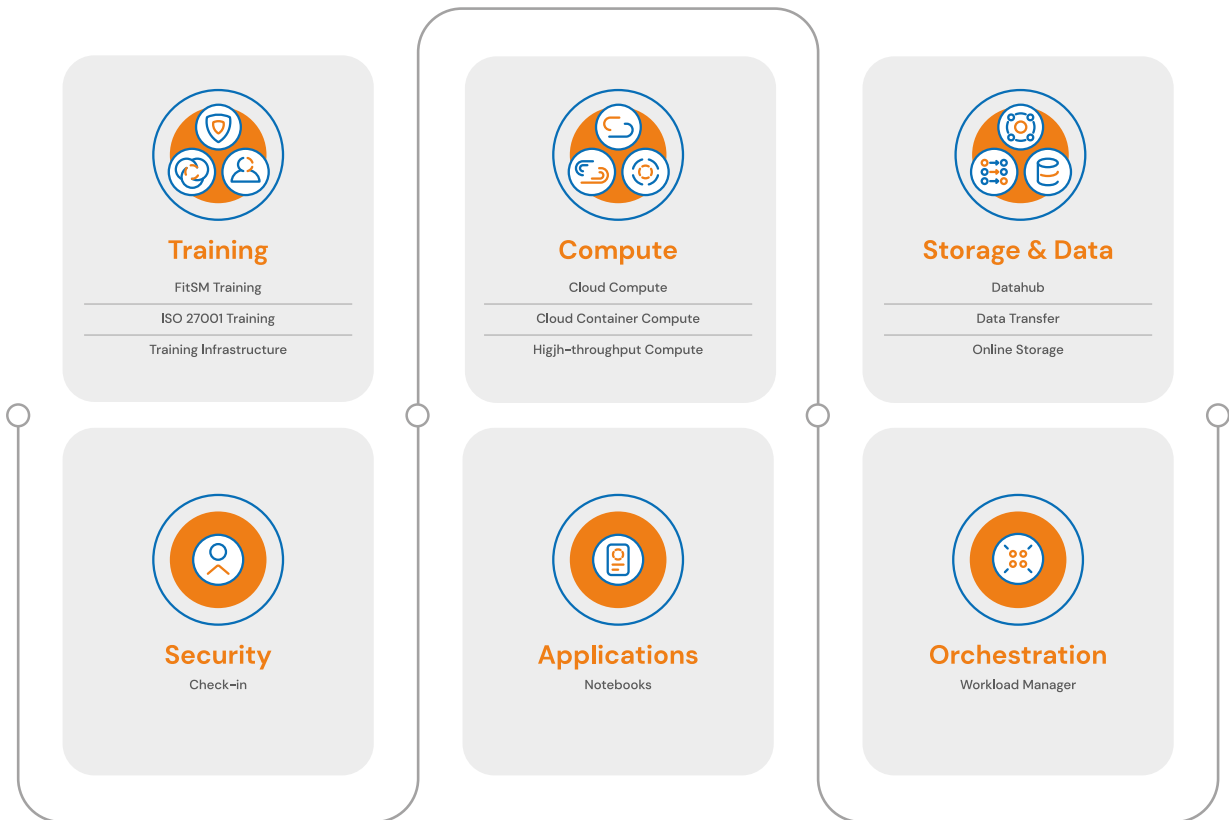 Training
FitSM Training
ISO 27001 Training
Training Infrastructure
Compute
Cloud Compute
Cloud Container Compute
Higjh-throughput Compute
Storage & Data
Datahub
Data Transfer
Online Storage
Security
Check-in
Applications
Notebooks
Orchestration
Workload Manager